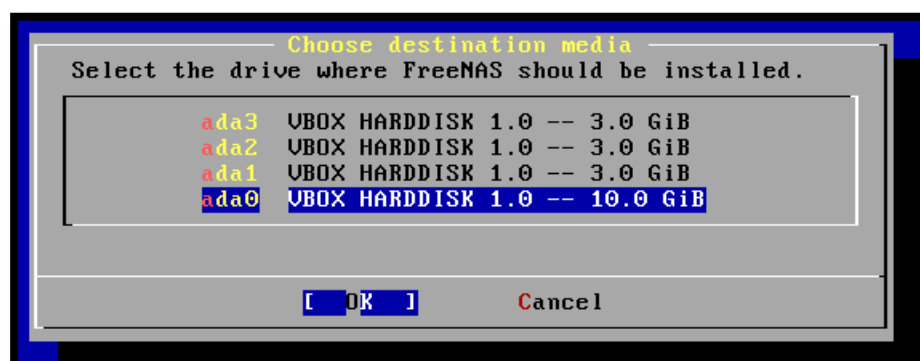 Choose destination media
Select the drive where FreeNAS should be installed.
ada3 VBOX HARDDISK 1.0 -- 3.0 GiB
ada2 VBOX HARDDISK 1.0 -- 3.0 GiB
ada1 VBOX HARDDISK 1.0 -- 3.0 GiB
ada0 VBOX HARDDISK 1.0 -- 10.0 GiB
[ OK ] Cancel